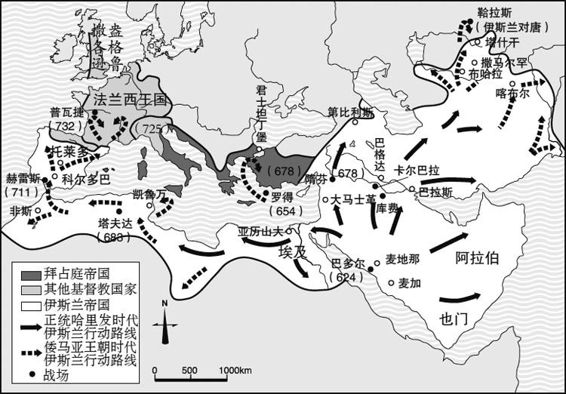 鞑拉斯
(伊斯兰对唐)
塔什干
撒马尔罕
布哈拉
喀布尔
盎格鲁
撒克逊
法兰西王国
普瓦提
(732)
(725)
君士坦丁堡
第比利斯
托莱多
赫雷斯
(711)
科尔多巴
非斯
凯鲁万
塔夫达
(683)
(678)
罗得
(654)
隋芬
(678)
巴格达
卡尔巴拉
巴拉斯
大马士革
库费
亚历山大
埃及
巴多尔
(624)
麦地那
麦加
阿拉伯
也门
拜占庭帝国
其他基督教国家
伊斯兰帝国
正统哈里发时代
伊斯兰行动路线
倭马亚王朝时代
伊斯兰行动路线
战场
N
0
500
1000km